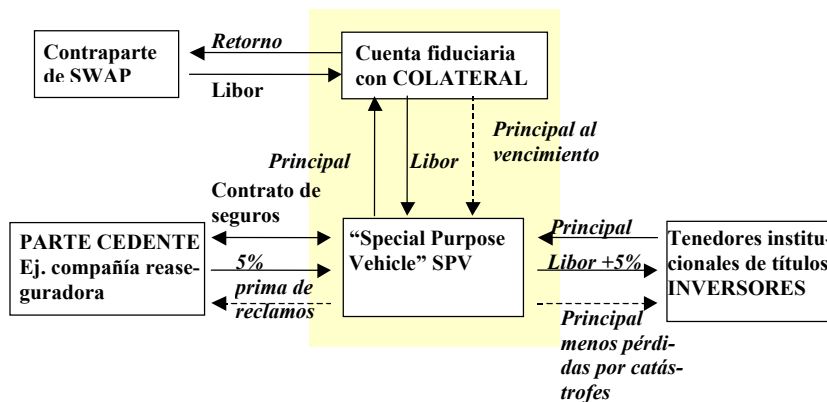 Retorno
Contraparte
de SWAP
Libor
Cuenta fiduciaria
con COLATERAL
Principal al
vencimiento
Principal
Libor
Contrato de
seguros
PARTE CEDENTE
Ej. compañía rease-
guradora
5%
prima de
reclamos
“Special Purpose
Vehicle” SPV
Principal
Libor +5%
Principal
menos pérdi-
das por catás-
trofes
Tenedores institu-
cionales de títulos
INVERSORES